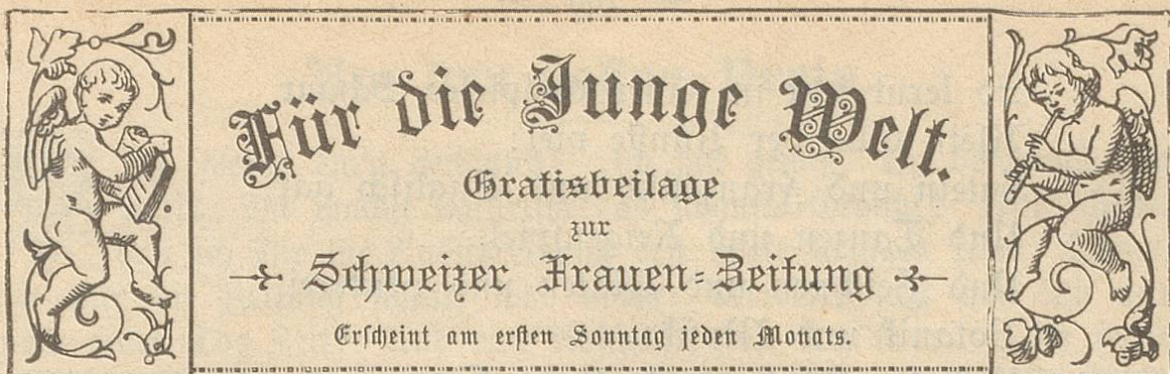 Für die Junge Welt.
Gratisbeilage
zur
Schweizer Frauen-Zeitung
Erscheint am ersten Sonntag jeden Monats.